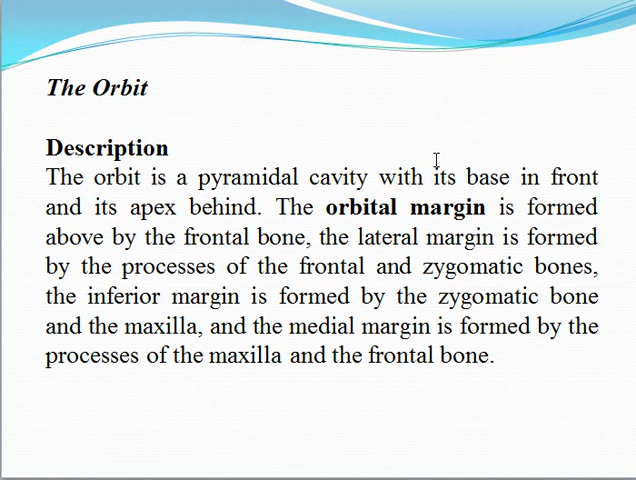 The Orbit
Description
The orbit is a pyramidal cavity with its base in front
and its apex behind. The orbital margin is formed
above by the frontal bone, the lateral margin is formed
by the processes of the frontal and zygomatic bones,
the inferior margin is formed by the zygomatic bone
and the maxilla, and the medial margin is formed by the
processes of the maxilla and the frontal bone.